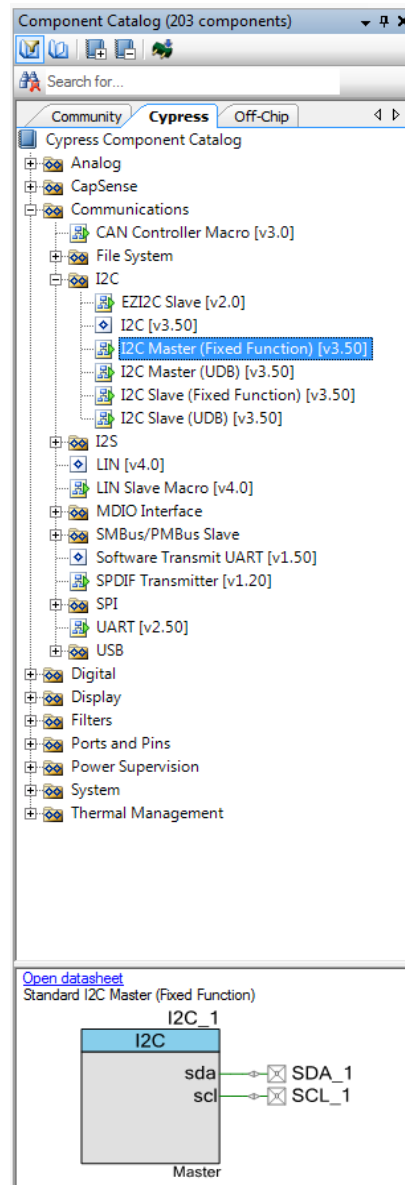 Component Catalog (203 components)
Search for...
Community Cypress Off-Chip
Cypress Component Catalog
Analog
CapSense
Communications
CAN Controller Macro [v3.0]
File System
I2C
EZI2C Slave [v2.0]
I2C [v3.50]
I2C Master (Fixed Function) [v3.50]
I2C Master (UDB) [v3.50]
I2C Slave (Fixed Function) [v3.50]
I2C Slave (UDB) [v3.50]
I2S
LIN [v4.0]
LIN Slave Macro [v4.0]
MDIO Interface
SMBus/PMBus Slave
Software Transmit UART [v1.50]
SPDIF Transmitter [v1.20]
SPI
UART [v2.50]
USB
Digital
Display
Filters
Ports and Pins
Power Supervision
System
Thermal Management
Open datasheet
Standard I2C Master (Fixed Function)
I2C_1
I2C
sda SDA_1
scl SCL_1
Master